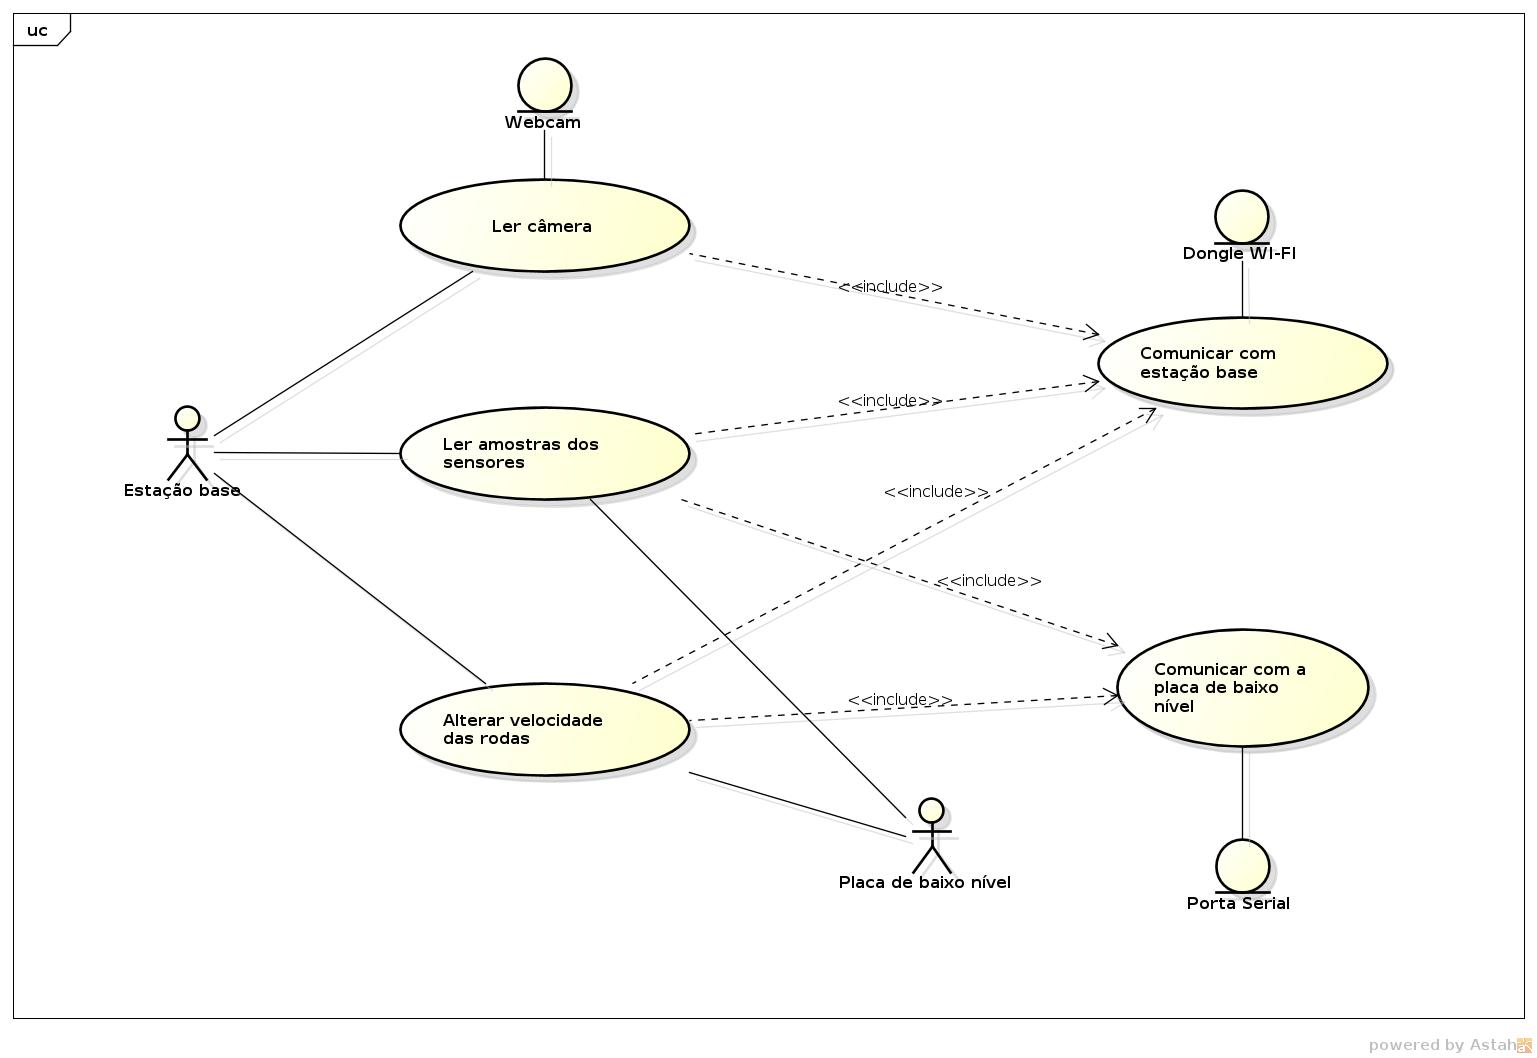 uc
Webcam
Ler câmera
Dongle WI-FI
<<include>>
Comunicar com
estação base
<<include>>
Ler amostras dos
sensores
Estação base
<<include>>
<<include>>
Comunicar com a
placa de baixo
nível
<<include>>
Alterar velocidade
das rodas
Placa de baixo nível
Porta Serial
powered by Astah